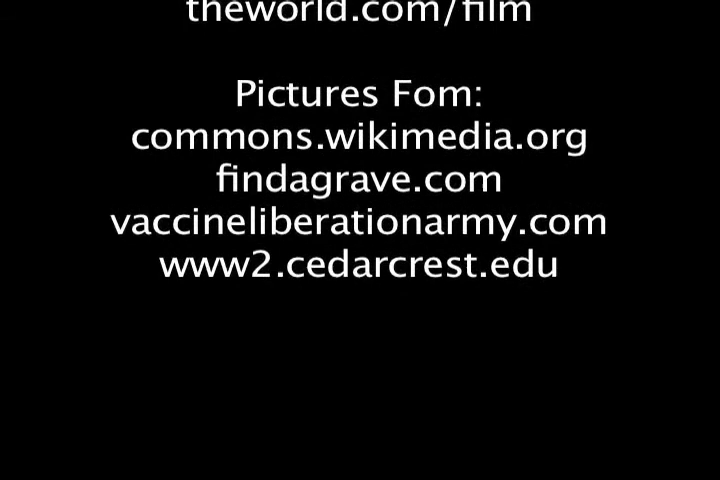 theworld.com/film
Pictures Fom:
commons.wikimedia.org
findagrave.com
vaccineliberationarmy.com
www2.cedarcrest.edu